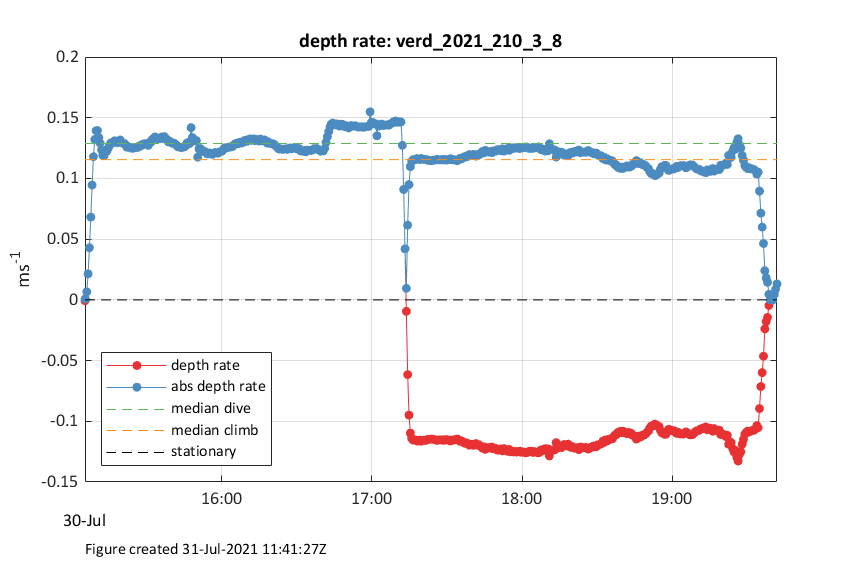 depth rate: verd_2021_210_3_8
0.2
0.15
0.1
0.05
0
-0.05
-0.1
-0.15
ms⁻¹
depth rate
abs depth rate
median dive
median climb
stationary
16:00 17:00 18:00 19:00
30-Jul
Figure created 31-Jul-2021 11:41:27Z